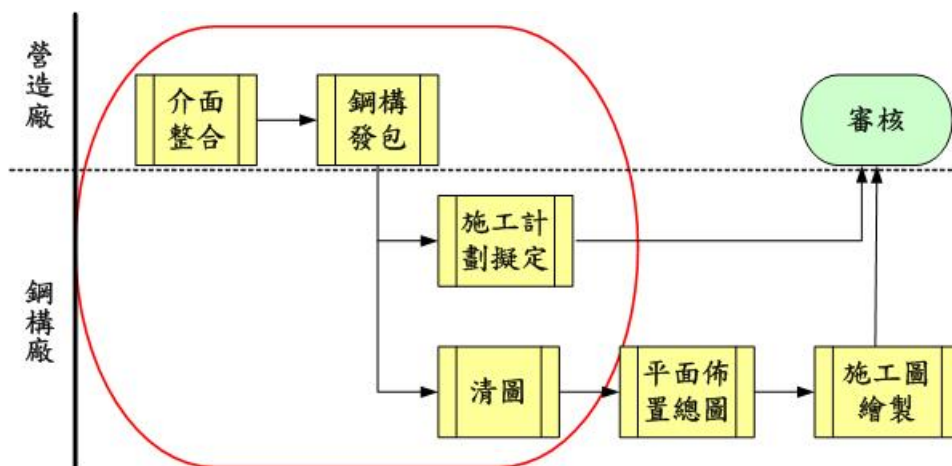 營造廠
介面
整合
鋼構
發包
審核
鋼構廠
施工計
劃擬定
清圖
平面佈
置總圖
施工圖
繪製